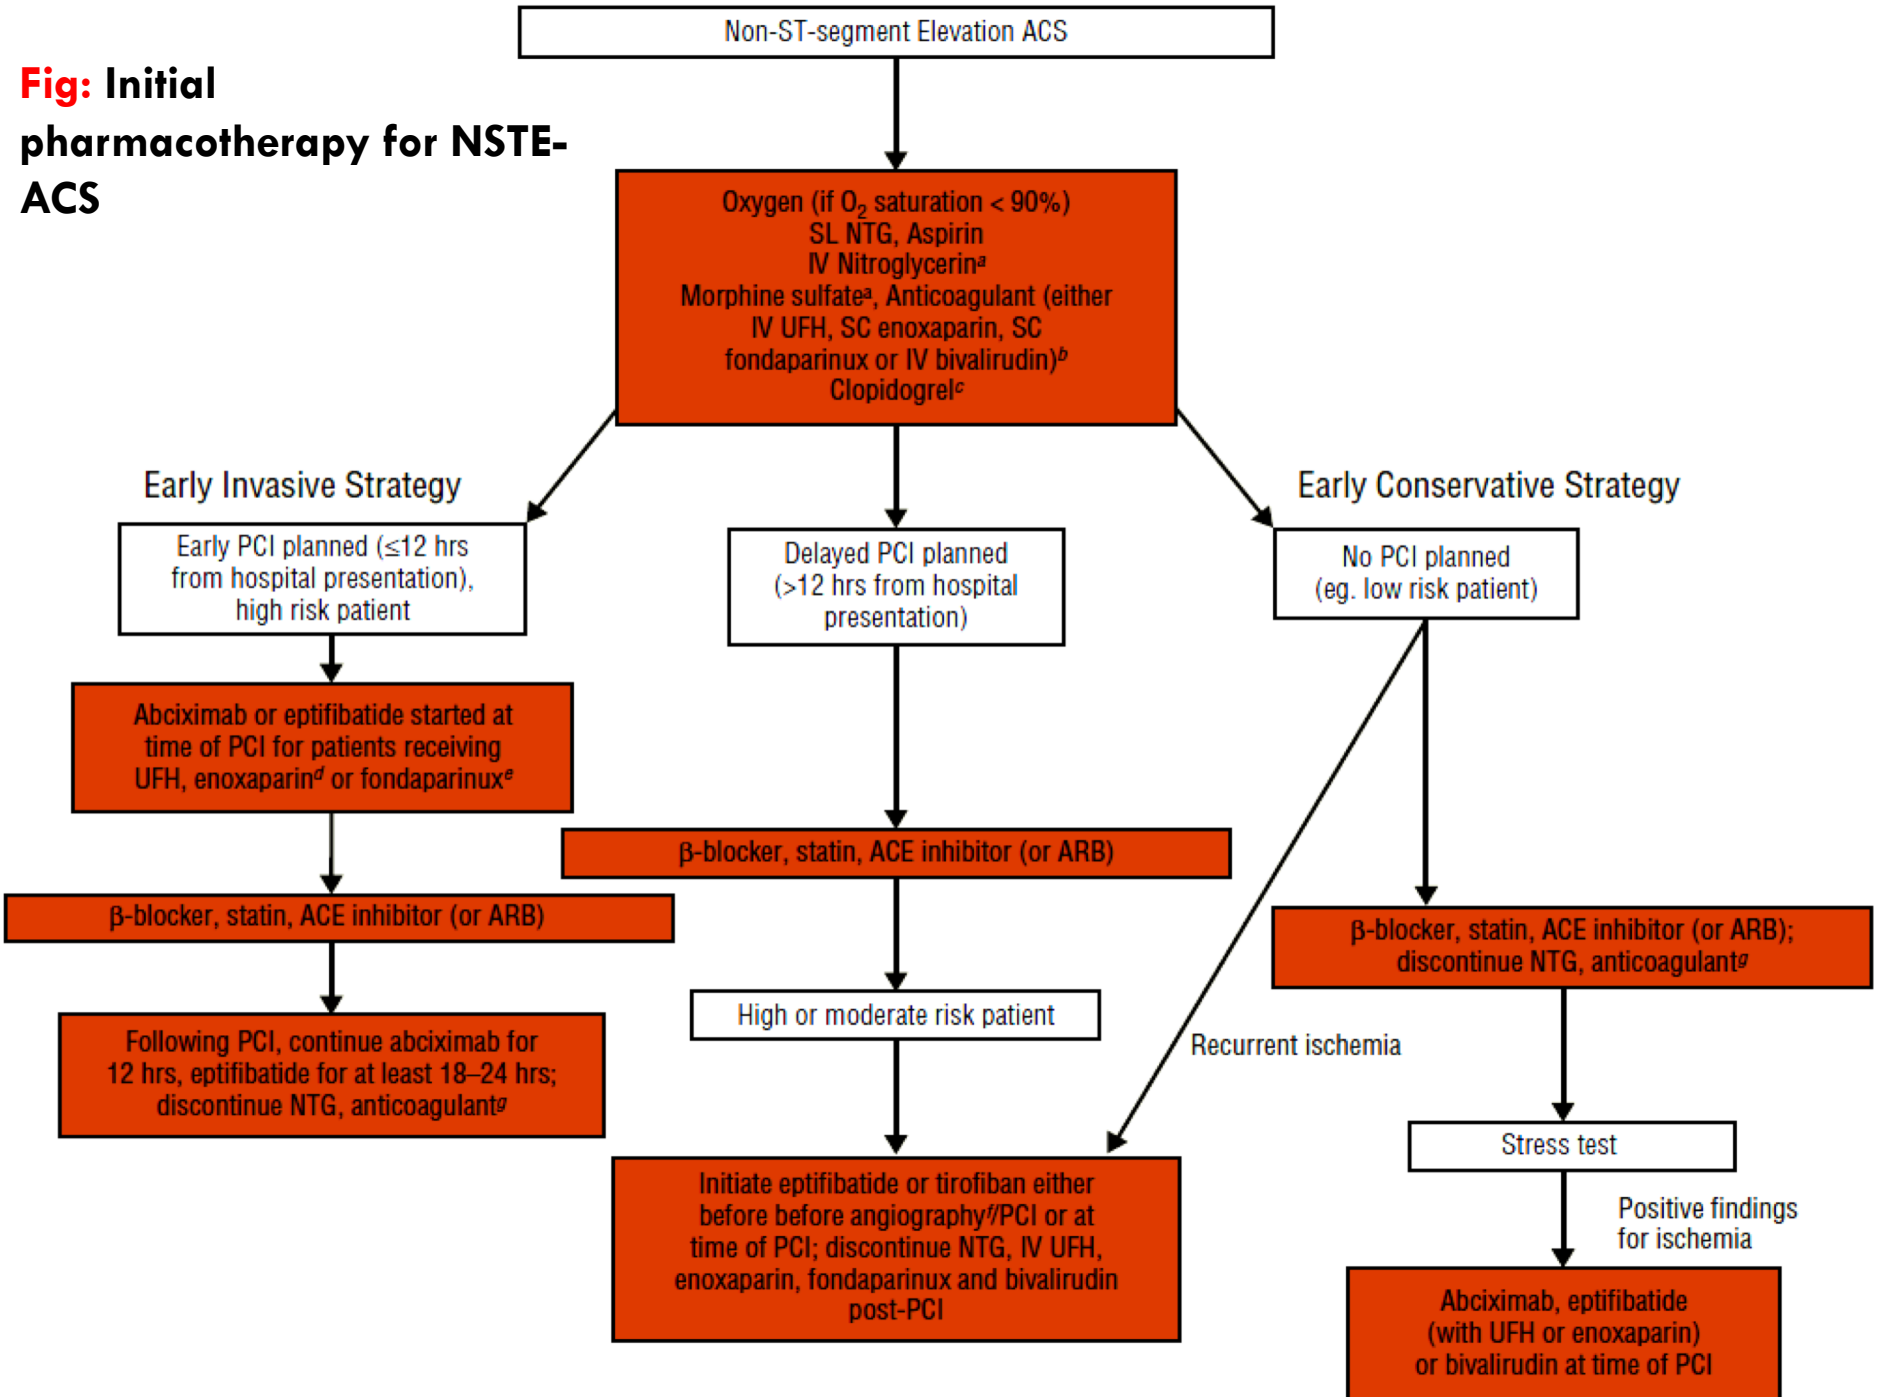 Non-ST-segment Elevation ACS
Fig: Initial
pharmacotherapy for NSTE-
ACS
Oxygen (if O₂ saturation < 90%)
SL NTG, Aspirin
IV Nitroglycerinᵃ
Morphine sulfateᵃ, Anticoagulant (either
IV UFH, SC enoxaparin, SC
fondaparinux or IV bivalirudin)ᵇ
Clopidogrelᶜ
Early Invasive Strategy
Early PCI planned (≤12 hrs
from hospital presentation),
high risk patient
Abciximab or eptifibatide started at
time of PCI for patients receiving
UFH, enoxaparinᵈ or fondaparinuxᵉ
β-blocker, statin, ACE inhibitor (or ARB)
Following PCI, continue abciximab for
12 hrs, eptifibatide for at least 18–24 hrs;
discontinue NTG, anticoagulantᵍ
Delayed PCI planned
(>12 hrs from hospital
presentation)
β-blocker, statin, ACE inhibitor (or ARB)
High or moderate risk patient
Initiate eptifibatide or tirofiban either
before before angiographyᶠ/PCI or at
time of PCI; discontinue NTG, IV UFH,
enoxaparin, fondaparinux and bivalirudin
post-PCI
Early Conservative Strategy
No PCI planned
(eg. low risk patient)
Recurrent ischemia
β-blocker, statin, ACE inhibitor (or ARB);
discontinue NTG, anticoagulantᵍ
Stress test
Positive findings
for ischemia
Abciximab, eptifibatide
(with UFH or enoxaparin)
or bivalirudin at time of PCI